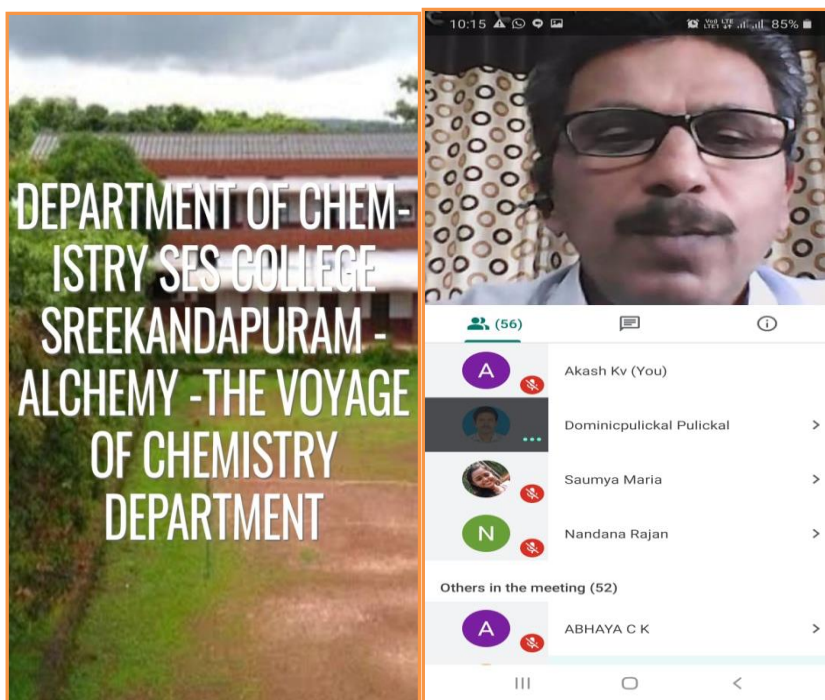 DEPARTMENT OF CHEM-
ISTRY SES COLLEGE
SREEKANDAPURAM -
ALCHEMY -THE VOYAGE
OF CHEMISTRY
DEPARTMENT
10:15
85%
(56)
A
Akash Kv (You)
Dominicpulickal Pulickal
Saumya Maria
N
Nandana Rajan
Others in the meeting (52)
A
ABHAYA C K